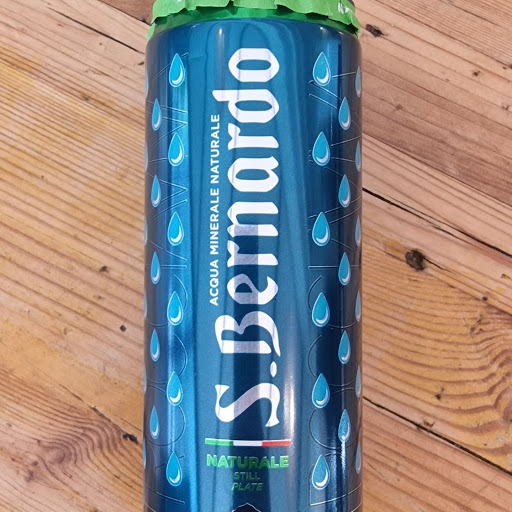 ACQUA MINERALE NATURALE
S.Bernardo
NATURALE
STILL
PLATE